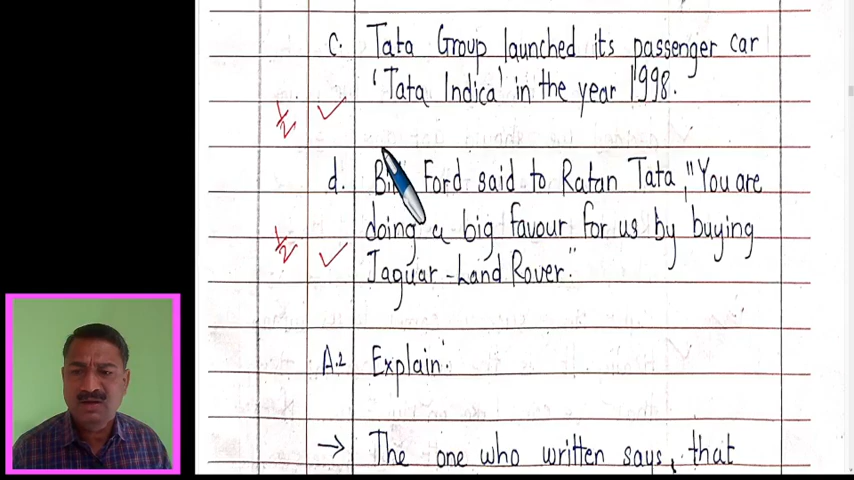 c. Tata Group launched its passenger car
'Tata Indica' in the year 1998.
1/2
d. Bill Ford said to Ratan Tata, "You are
doing a big favour for us by buying
1/2
Jaguar-Land Rover."
A.2 Explain:
→ The one who written says, that